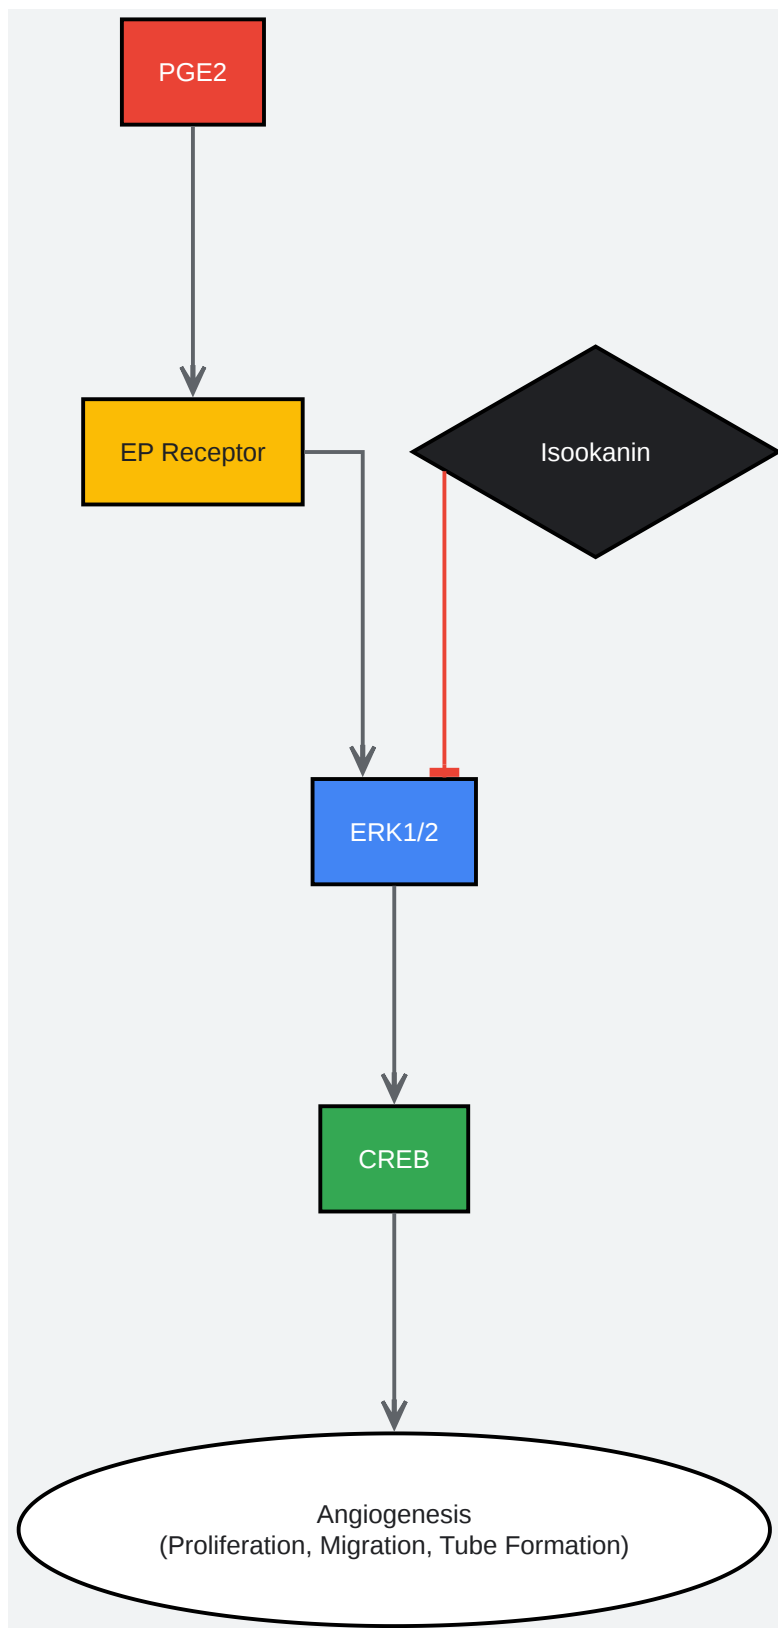 PGE2
EP Receptor
Isookanin
ERK1/2
CREB
Angiogenesis
(Proliferation, Migration, Tube Formation)